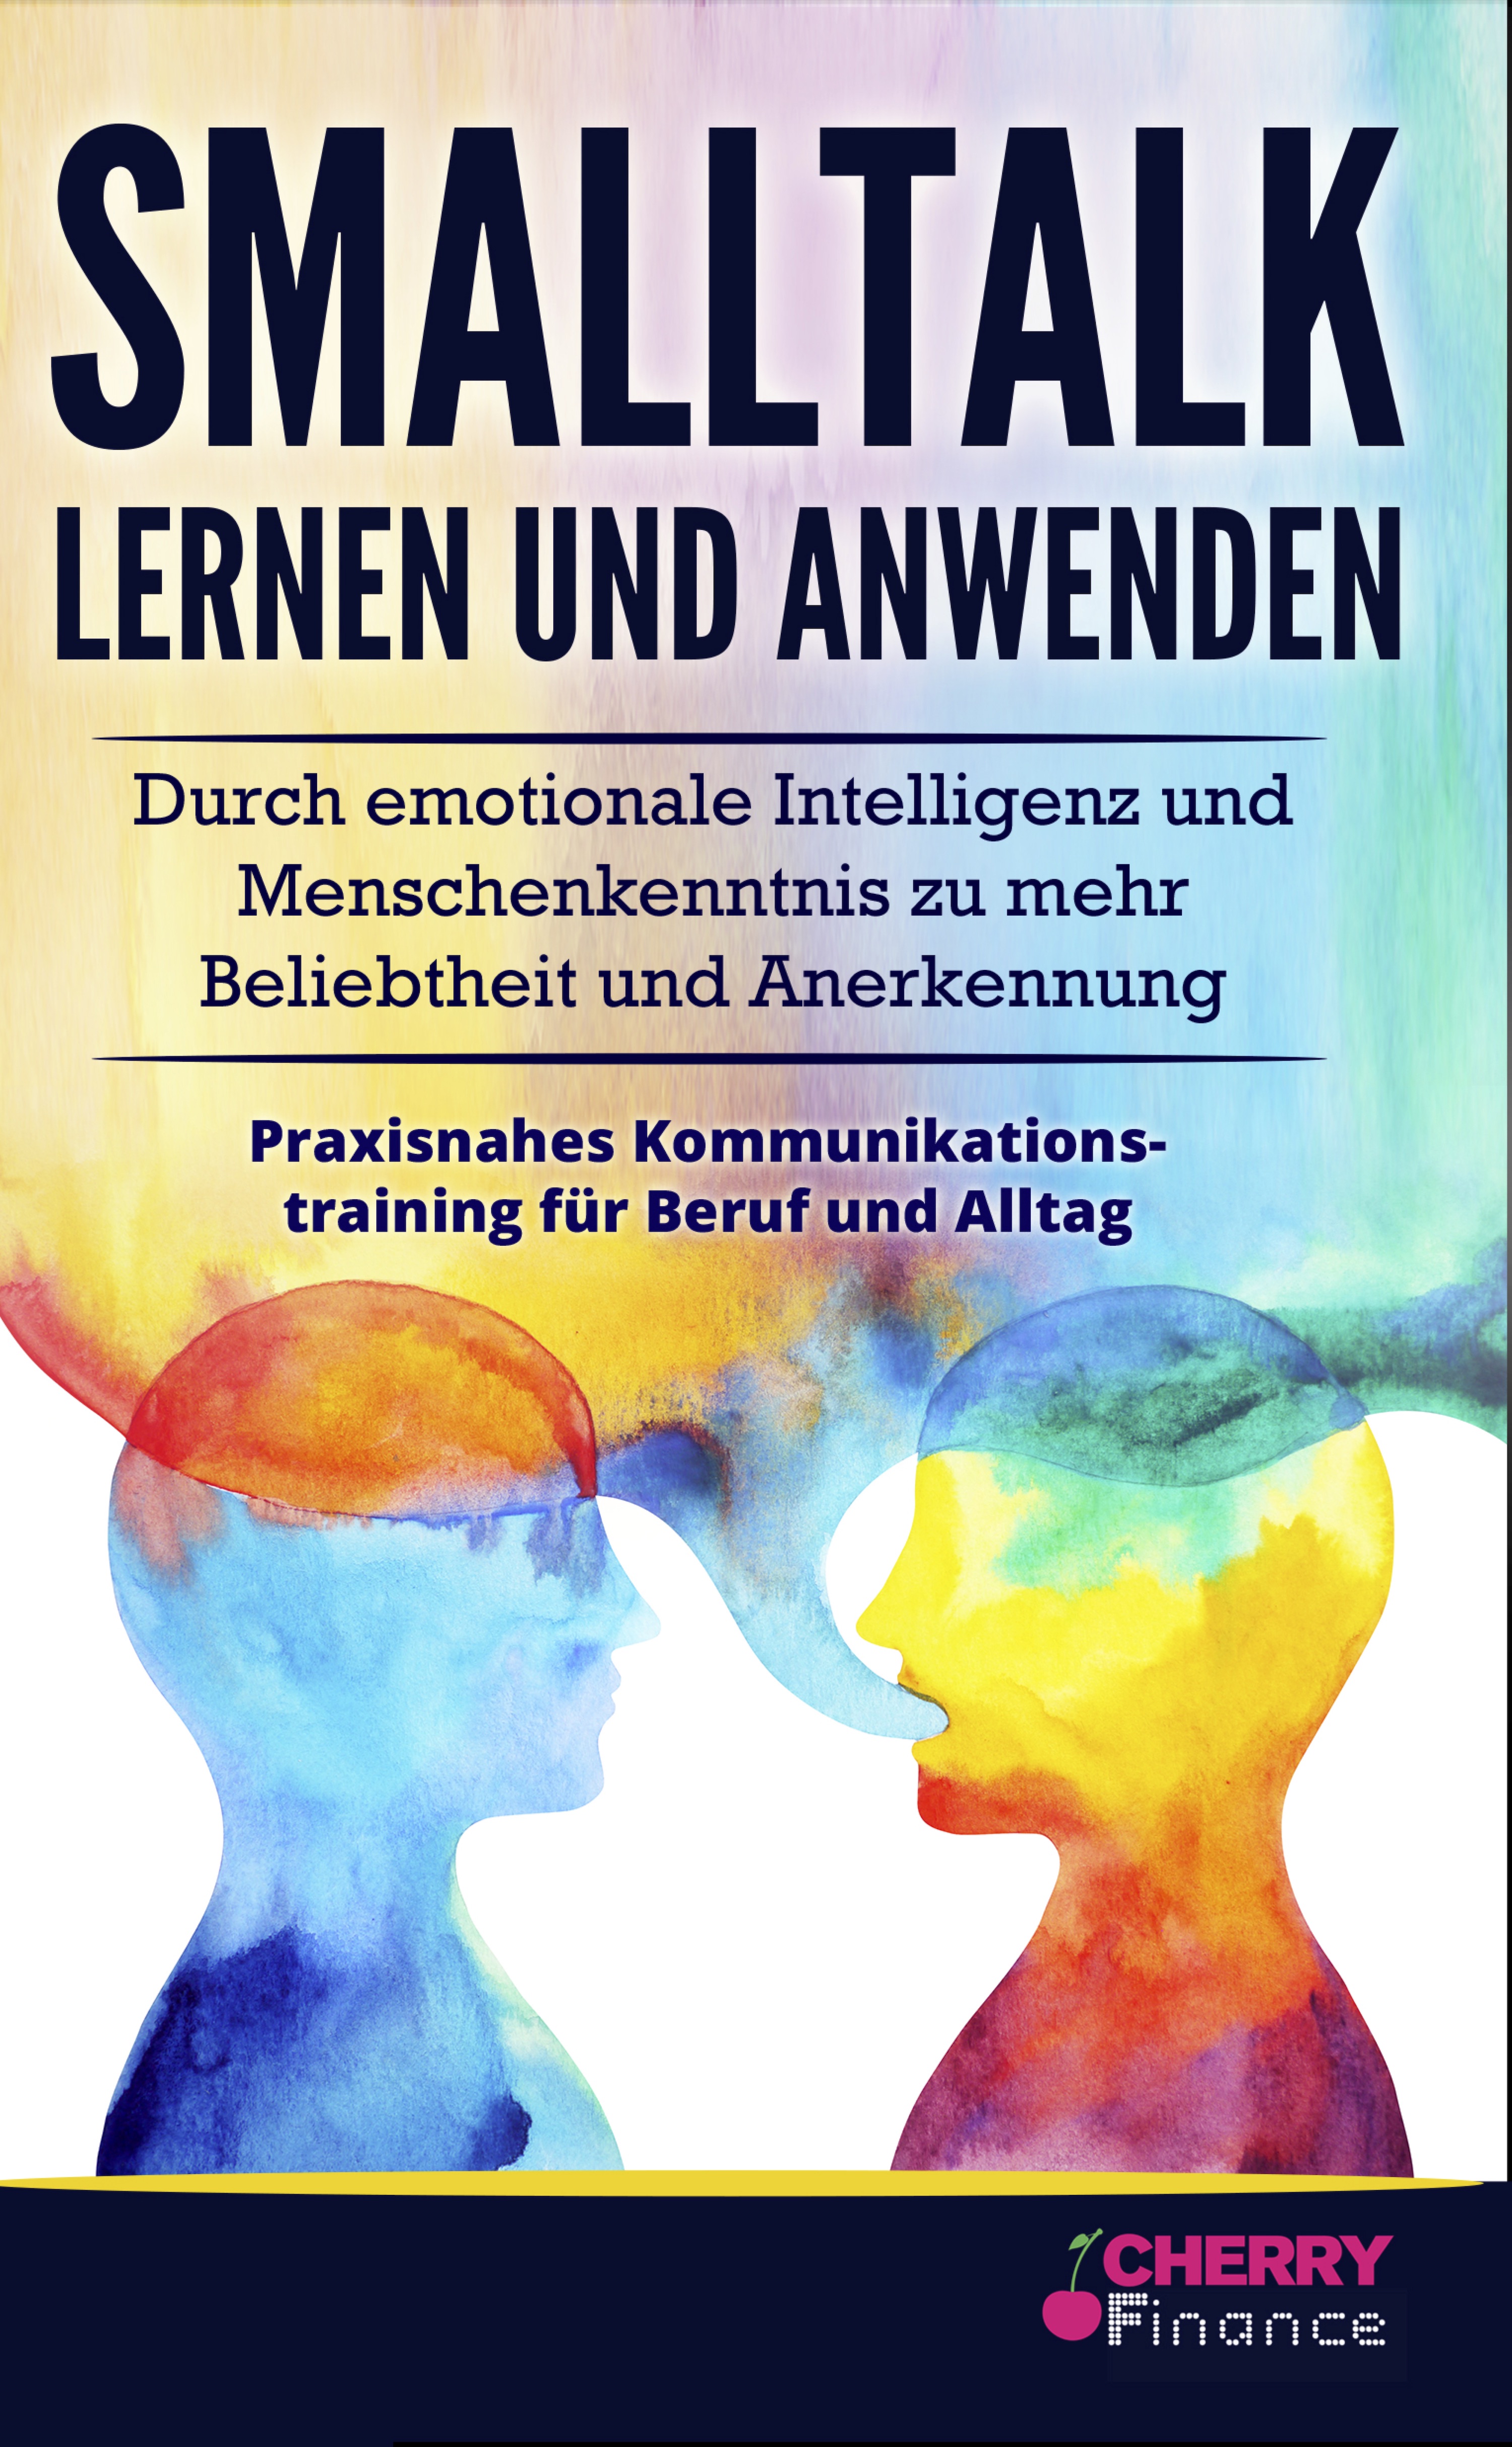 SMALLTALK
LERNEN UND ANWENDEN
Durch emotionale Intelligenz und
Menschenkenntnis zu mehr
Beliebtheit und Anerkennung
Praxisnahes Kommunikations-
training für Beruf und Alltag
CHERRY
Finance